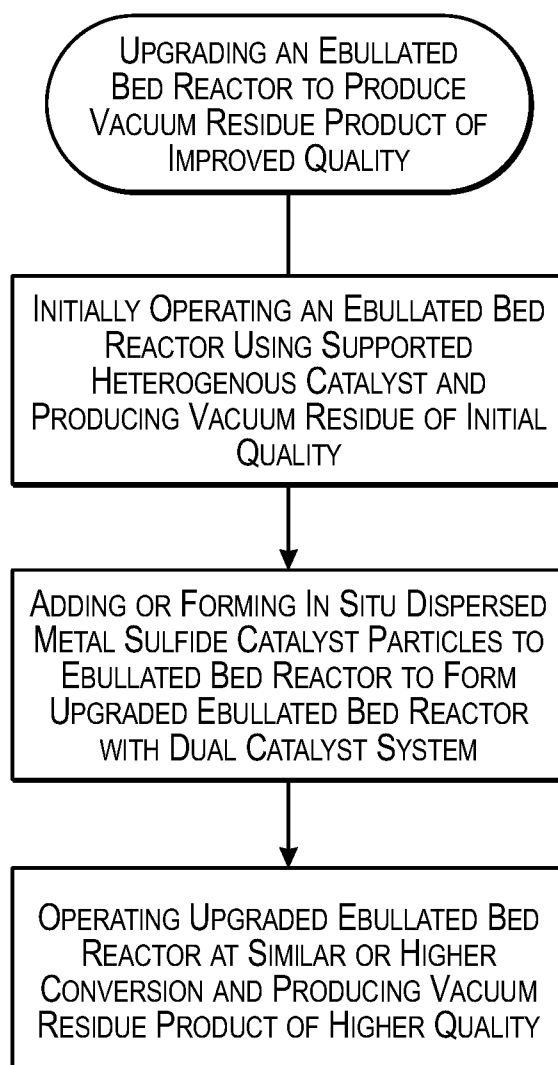 UPGRADING AN EBULLATED
BED REACTOR TO PRODUCE
VACUUM RESIDUE PRODUCT OF
IMPROVED QUALITY
INITIALLY OPERATING AN EBULLATED BED
REACTOR USING SUPPORTED
HETEROGENOUS CATALYST AND
PRODUCING VACUUM RESIDUE OF INITIAL
QUALITY
ADDING OR FORMING IN SITU DISPERSED
METAL SULFIDE CATALYST PARTICLES TO
EBULLATED BED REACTOR TO FORM
UPGRADED EBULLATED BED REACTOR
WITH DUAL CATALYST SYSTEM
OPERATING UPGRADED EBULLATED BED
REACTOR AT SIMILAR OR HIGHER
CONVERSION AND PRODUCING VACUUM
RESIDUE PRODUCT OF HIGHER QUALITY